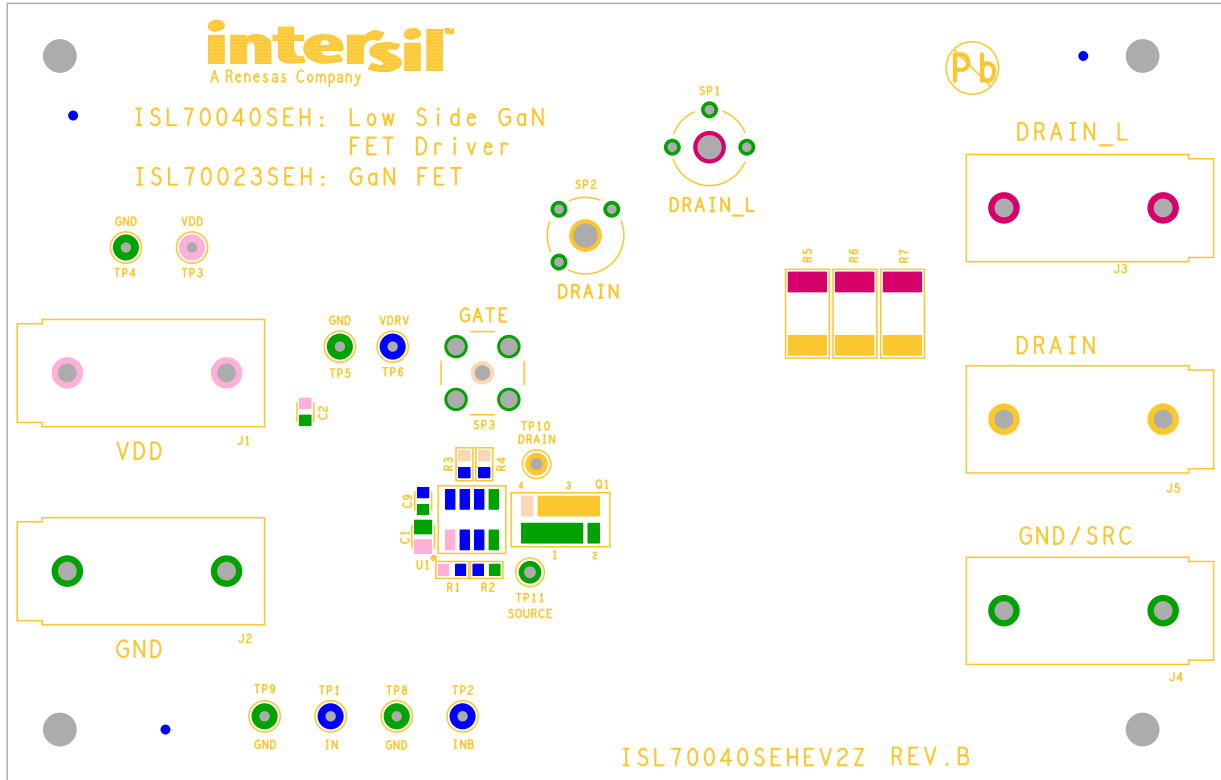 intersil™
A Renesas Company
Pb
ISL70040SEH: Low Side GaN
FET Driver
ISL70023SEH: GaN FET
SP1
DRAIN_L
SP2
DRAIN
DRAIN_L
J3
GND
TP4
VDD
TP3
R5
R6
R7
GND
TP5
VDRV
TP6
GATE
SP3
DRAIN
J5
J1
VDD
C2
TP10
DRAIN
R3
R4
C9
C1
U1
Q1
4
3
1
2
R1
R2
TP11
SOURCE
GND/SRC
J4
J2
GND
TP9
GND
TP1
IN
TP8
GND
TP2
INB
ISL70040SEHEV2Z REV.B